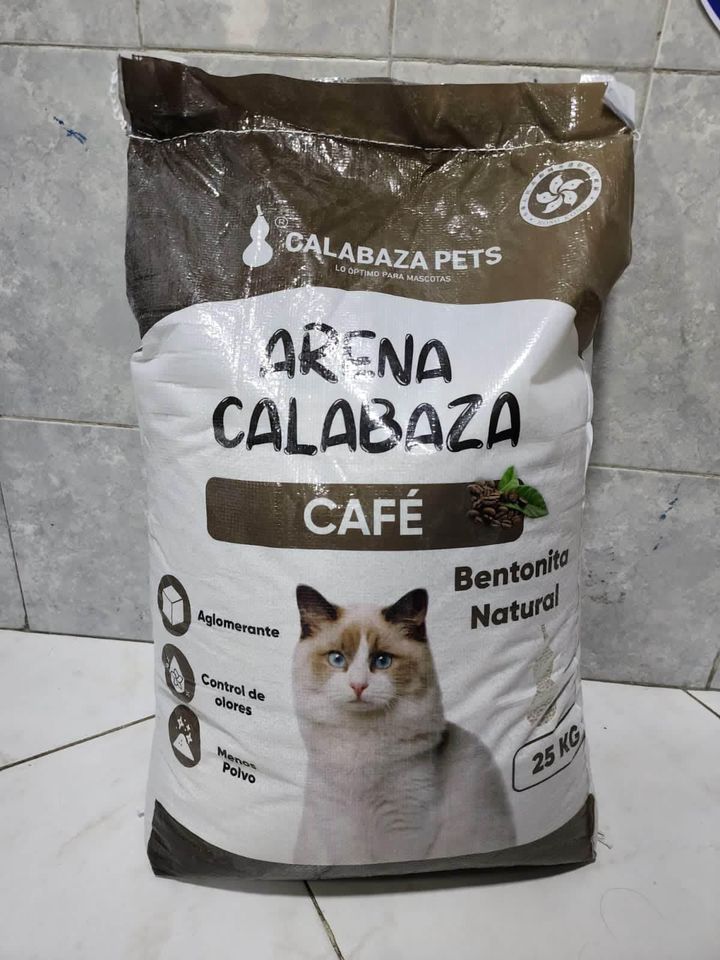 ® CALABAZA PETS
LO ÓPTIMO PARA MASCOTAS
ARENA
CALABAZA
CAFÉ
Bentonita
Natural
Aglomerante
Control de
olores
Menos
Polvo
25 KG